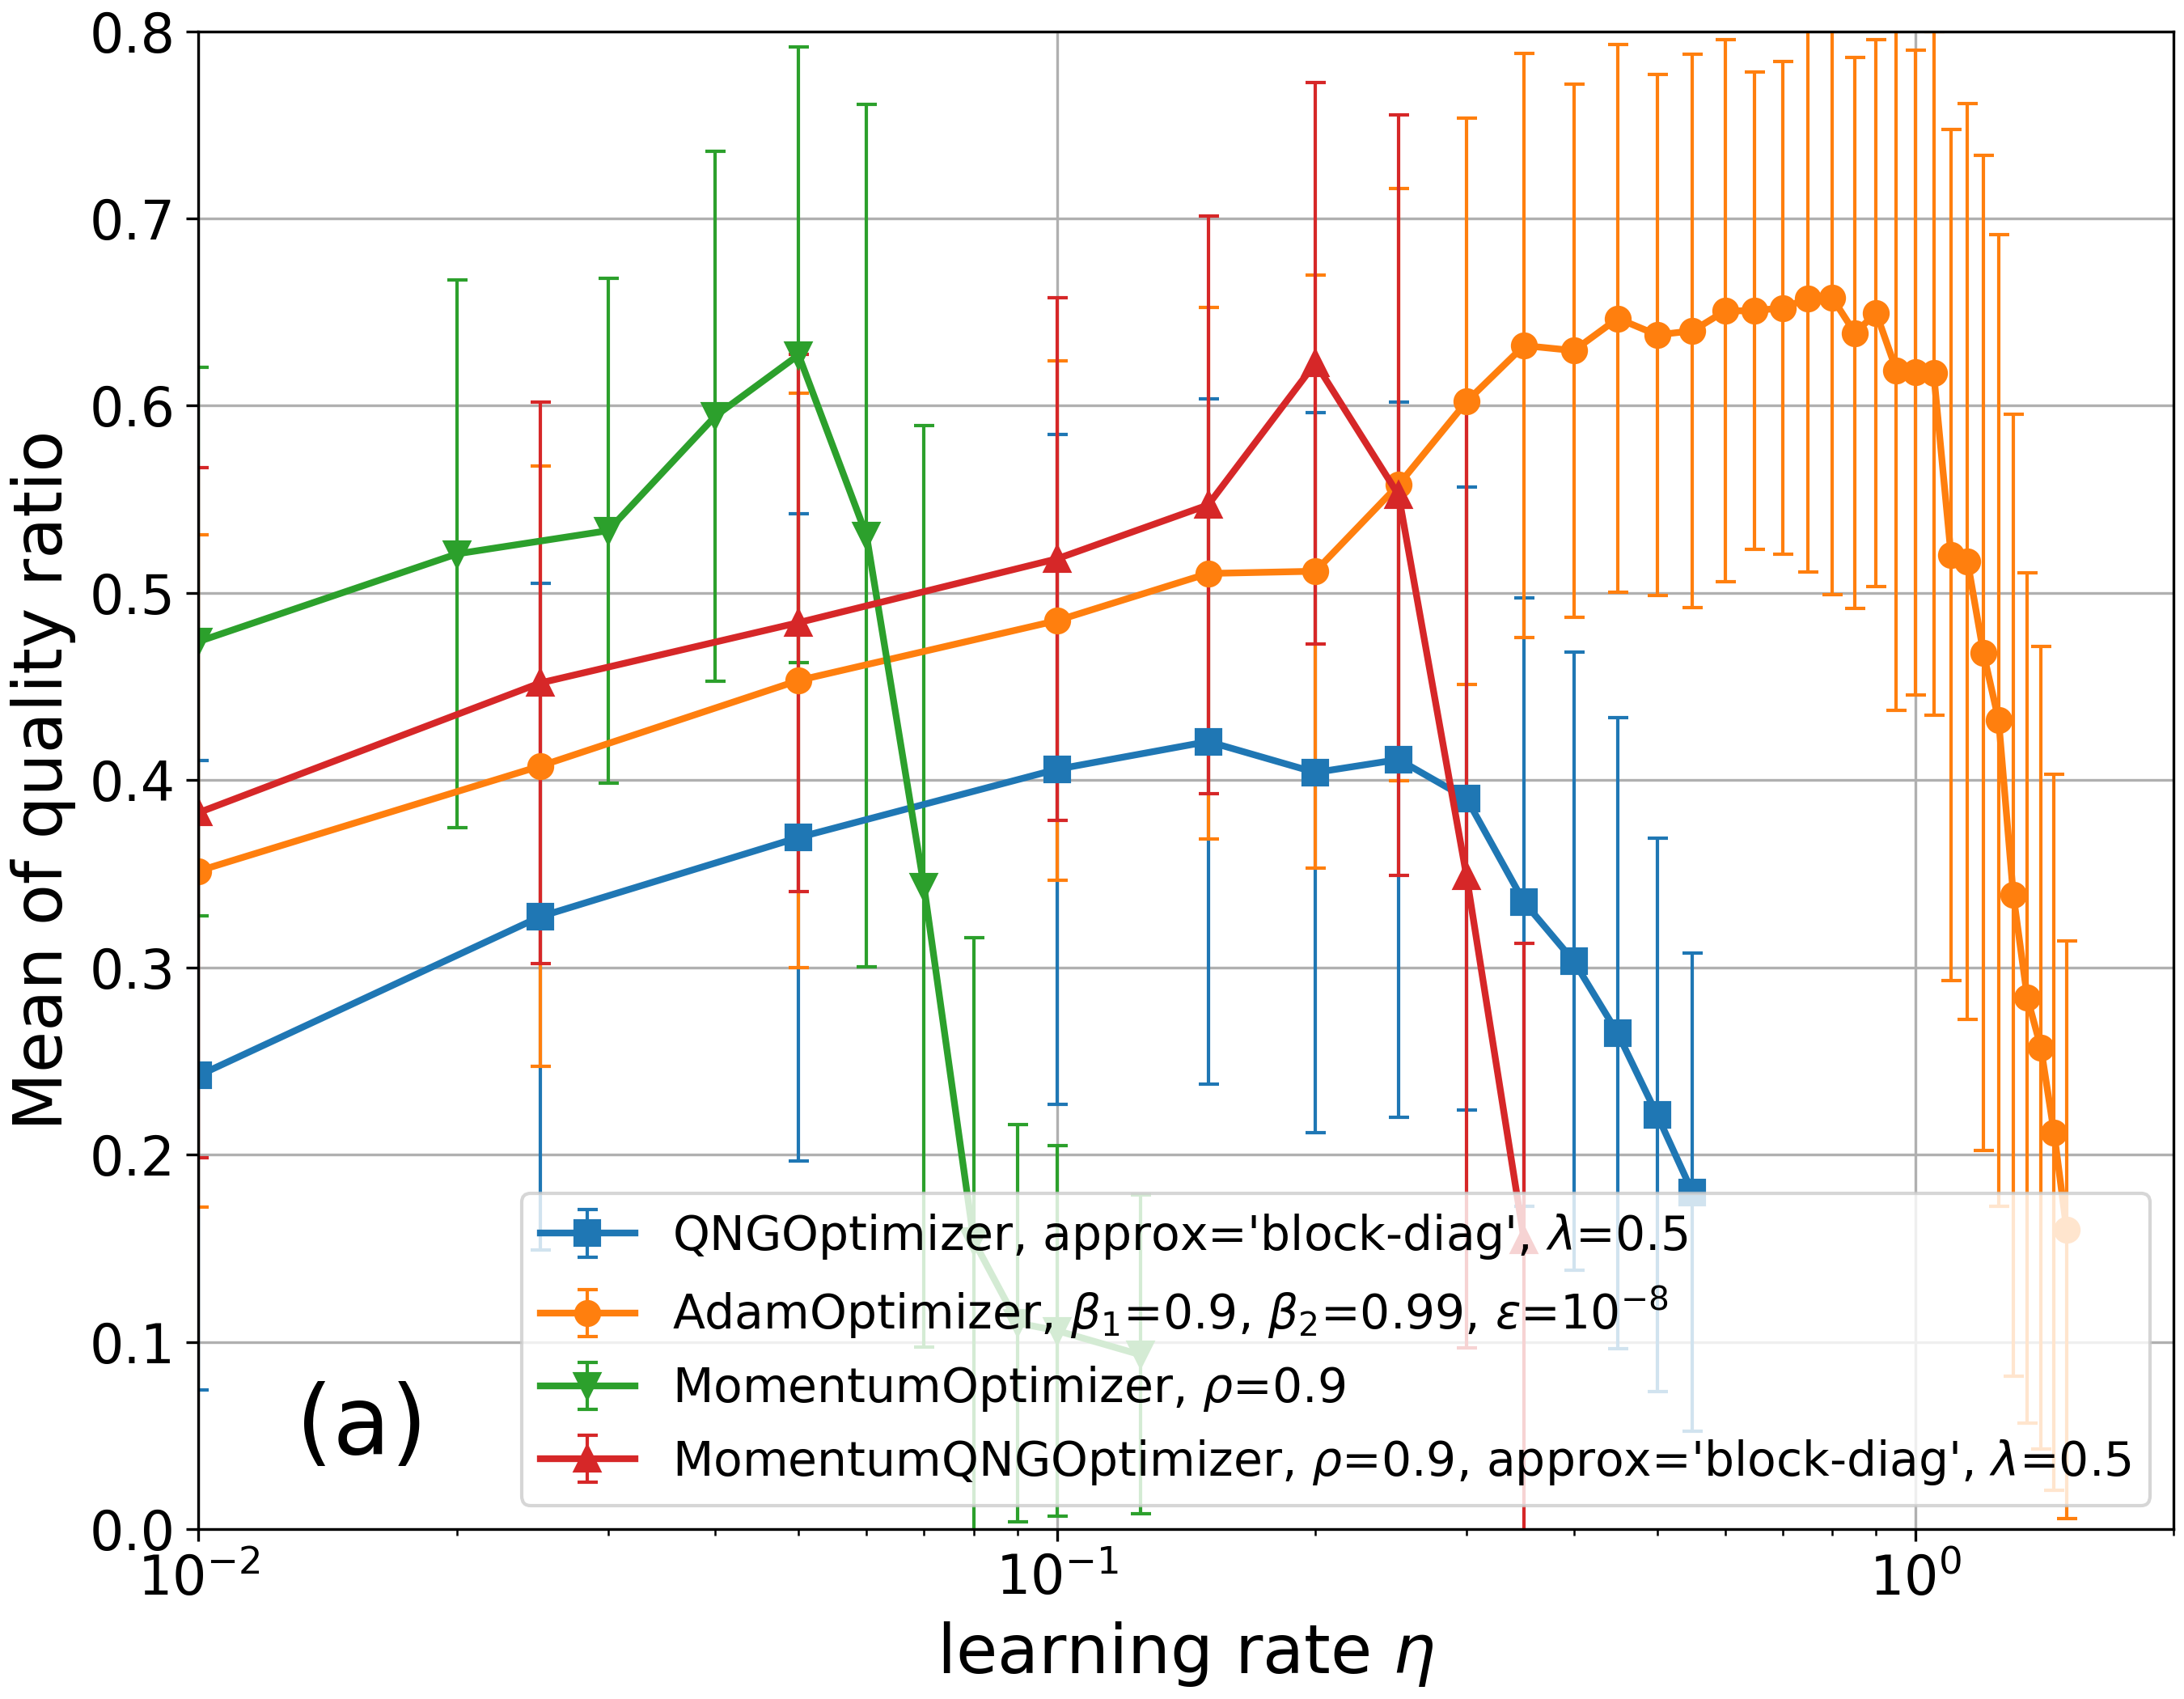 Mean of quality ratio
0.8
0.7
0.6
0.5
0.4
0.3
0.2
0.1
0.0
QNGOptimizer, approx='block-diag', λ=0.5
AdamOptimizer, β₁=0.9, β₂=0.99, ε=10⁻⁸
MomentumOptimizer, ρ=0.9
MomentumQNGOptimizer, ρ=0.9, approx='block-diag', λ=0.5
(a)
10⁻² 10⁻¹ 10⁰
learning rate η